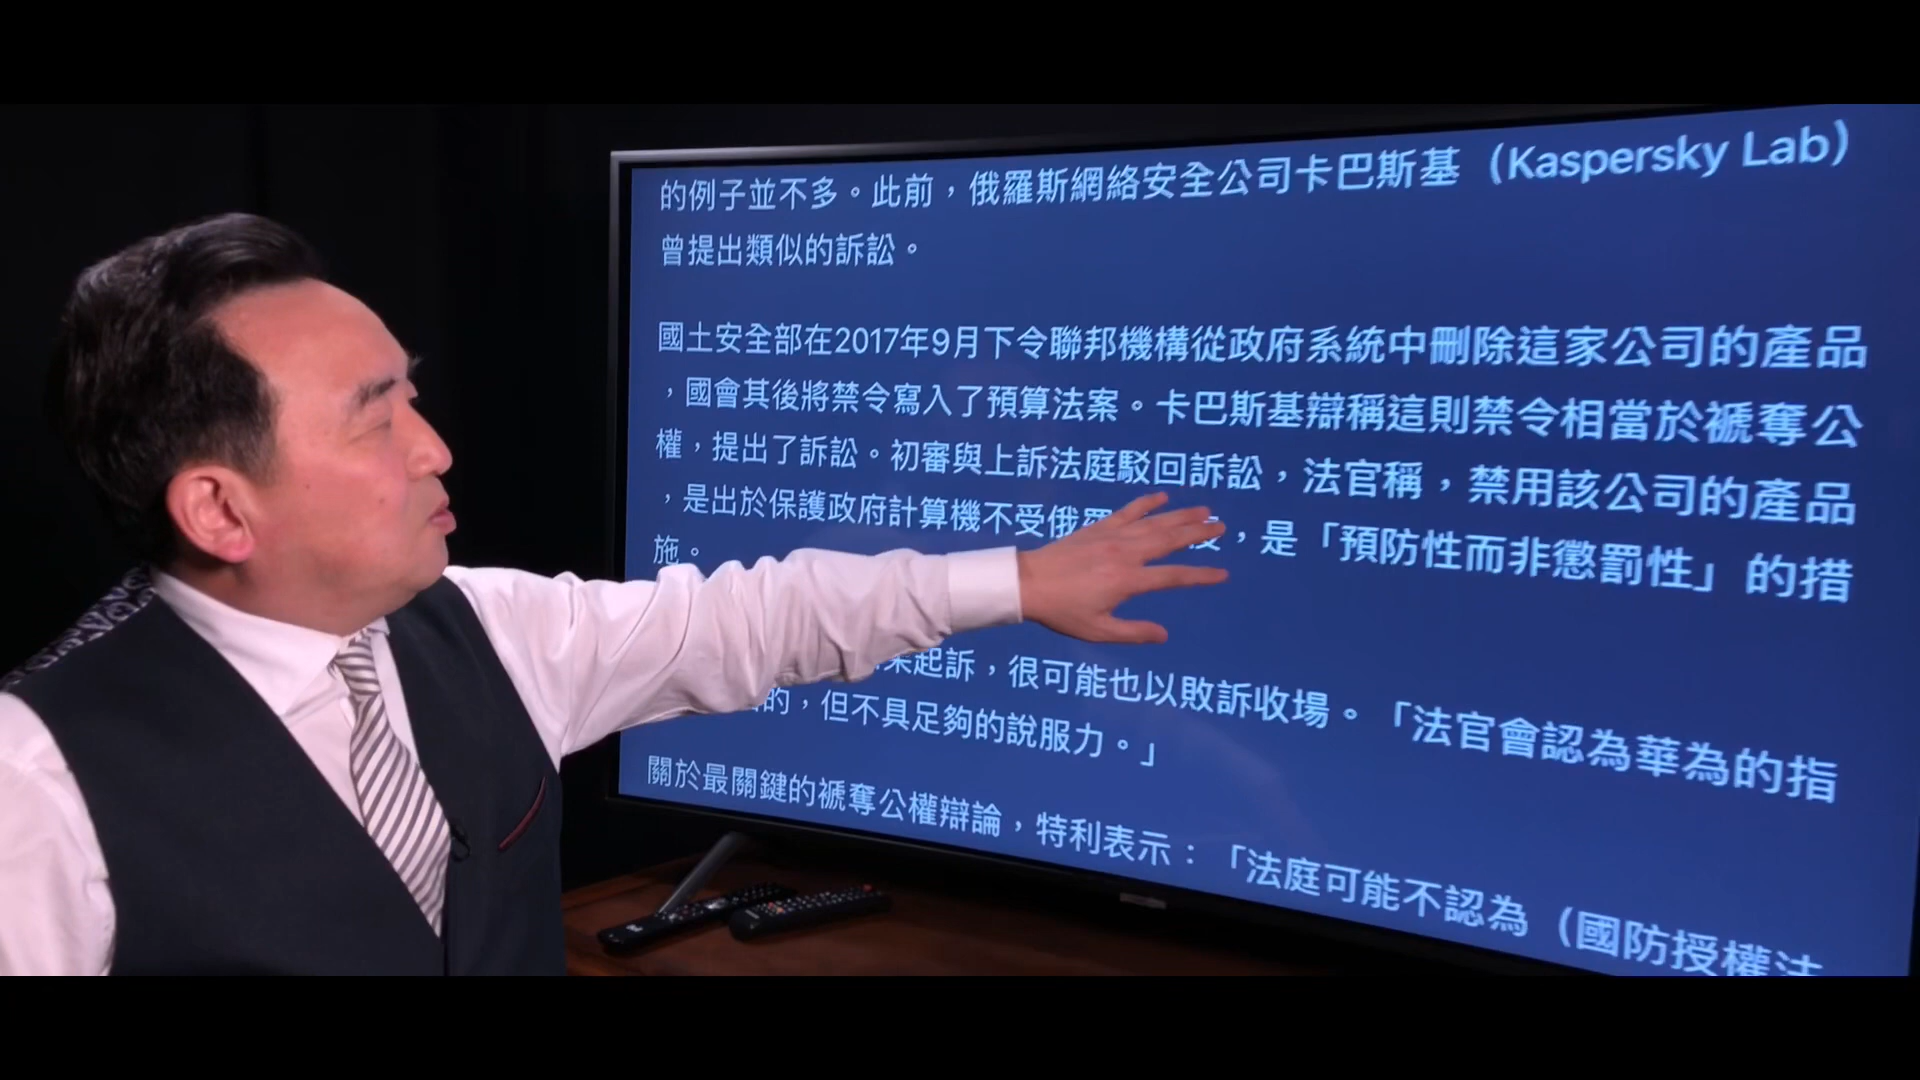 的例子並不多。此前，俄羅斯網絡安全公司卡巴斯基（Kaspersky Lab）
曾提出類似的訴訟。
國土安全部在2017年9月下令聯邦機構從政府系統中刪除這家公司的產品
，國會其後將禁令寫入了預算法案。卡巴斯基辯稱這則禁令相當於褫奪公
權，提出了訴訟。初審與上訴法庭駁回訴訟，法官稱，禁用該公司的產品
，是出於保護政府計算機不受俄羅，是「預防性而非懲罰性」的措
施。
起訴，很可能也以敗訴收場。「法官會認為華為的指
的，但不具足夠的說服力。」
關於最關鍵的褫奪公權辯論，特利表示：「法庭可能不認為（國防授權法